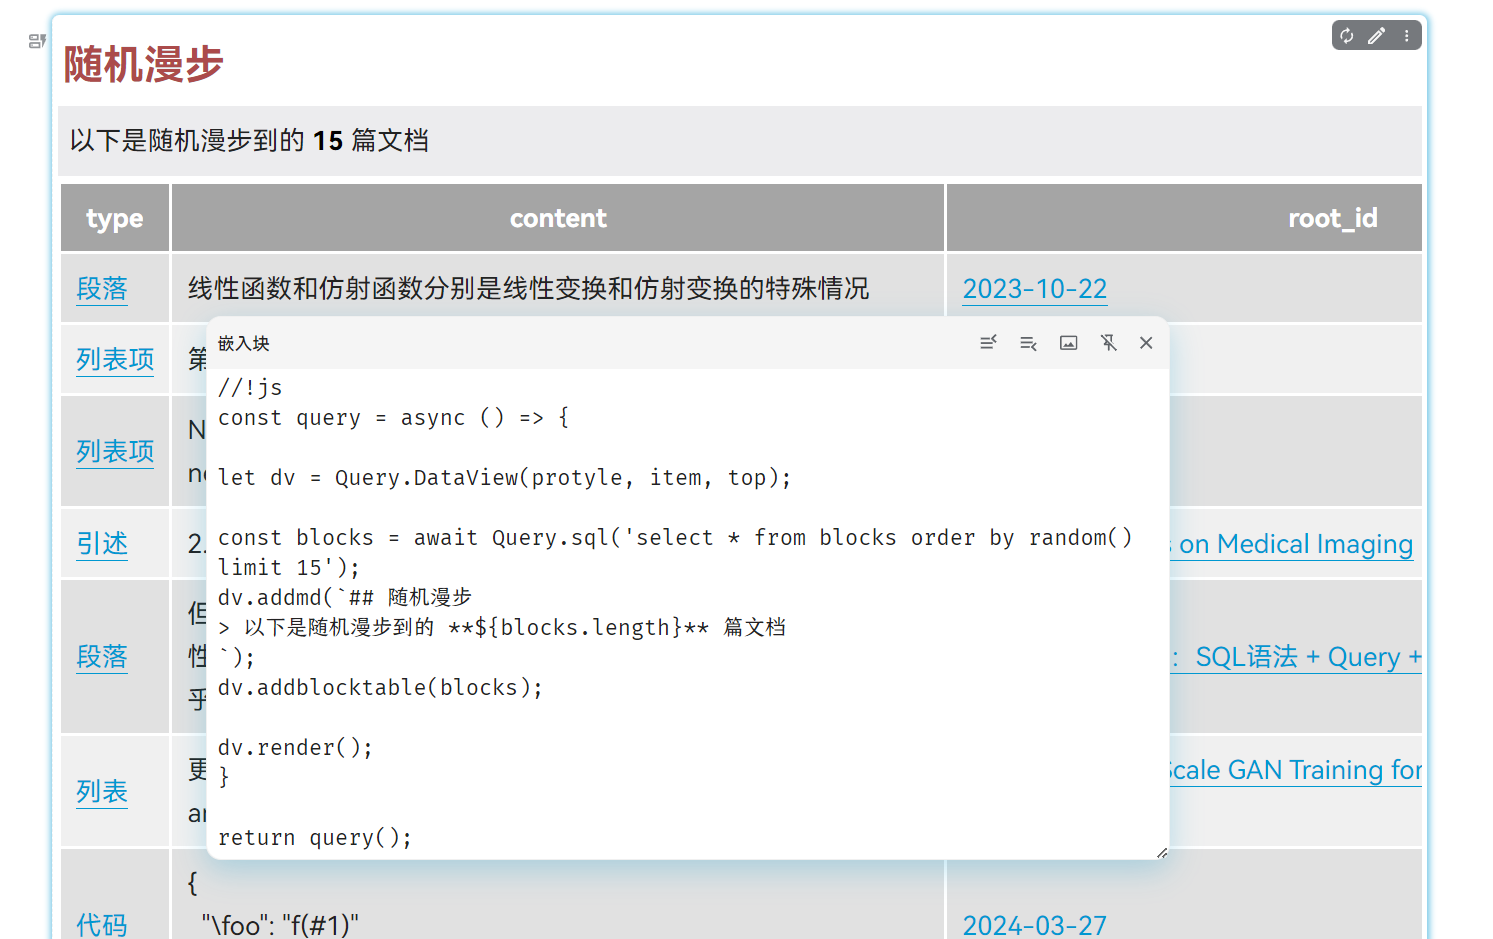 随机漫步
以下是随机漫步到的 15 篇文档
type content root_id
段落 线性函数和仿射函数分别是线性变换和仿射变换的特殊情况 2023-10-22
嵌入块
//!js
const query = async () => {
let dv = Query.DataView(protyle, item, top);
const blocks = await Query.sql('select * from blocks order by random()
limit 15');
dv.addmd(`## 随机漫步
> 以下是随机漫步到的 **${blocks.length}** 篇文档
`);
dv.addblocktable(blocks);
dv.render();
}
return query();
列表项 第
列表项
引述 2. on Medical Imaging
段落 但
性
乎
：SQL语法 + Query +
列表 更
Scale GAN Training for
代码 {
"\foo": "f(#1)"
2024-03-27